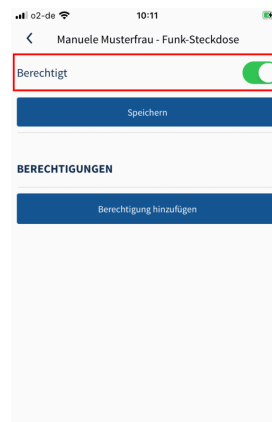 o2-de 10:11
Manuele Musterfrau - Funk-Steckdose
Berechtigt
Speichern
BERECHTIGUNGEN
Berechtigung hinzufügen